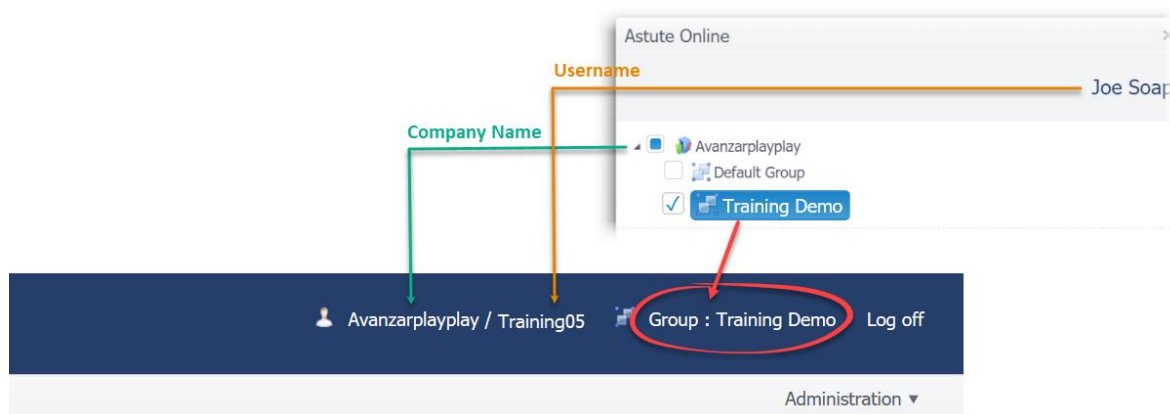 Astute Online
Username
Joe Soap
Company Name
Avanzarplayplay
Default Group
Training Demo
Avanzarplayplay / Training05 Group : Training Demo Log off
Administration